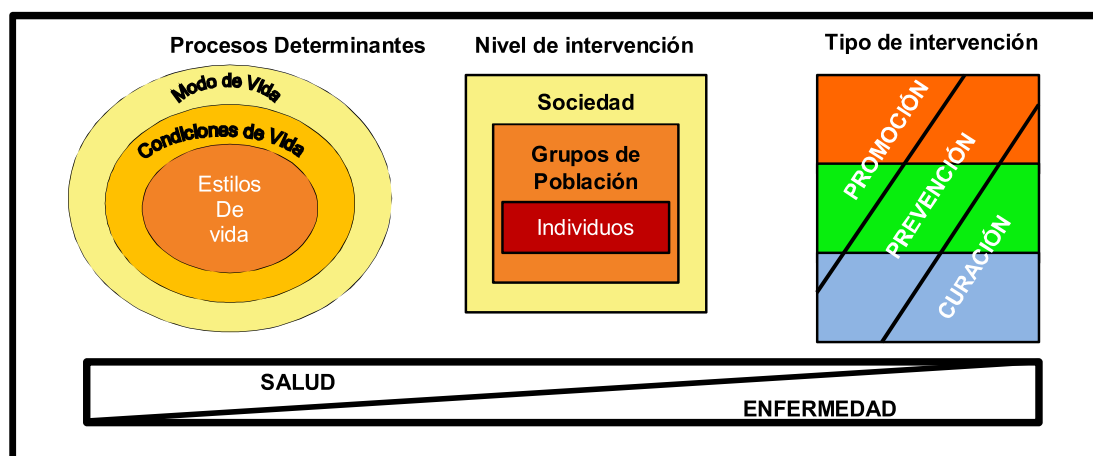 Procesos Determinantes
Modo de Vida
Condiciones de Vida
Estilos
De
vida
Nivel de intervención
Sociedad
Grupos de
Población
Individuos
Tipo de intervención
PROMOCIÓN
PREVENCIÓN
CURACIÓN
SALUD
ENFERMEDAD